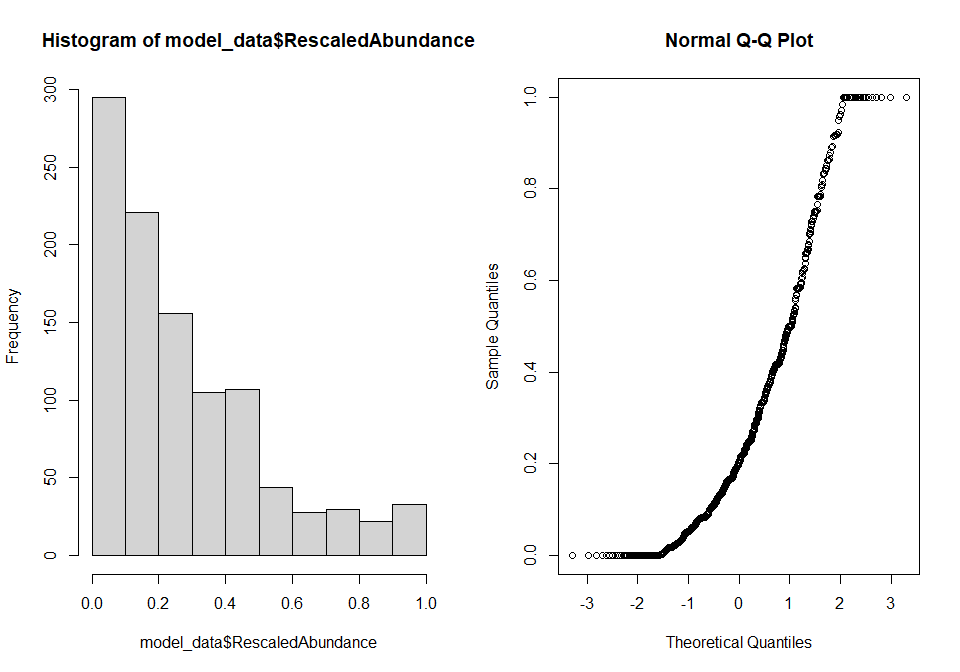 Histogram of model_data$RescaledAbundance
Frequency
300
250
200
150
100
50
0
0.0 0.2 0.4 0.6 0.8 1.0
model_data$RescaledAbundance
Normal Q-Q Plot
Sample Quantiles
1.0
0.8
0.6
0.4
0.2
0.0
-3 -2 -1 0 1 2 3
Theoretical Quantiles